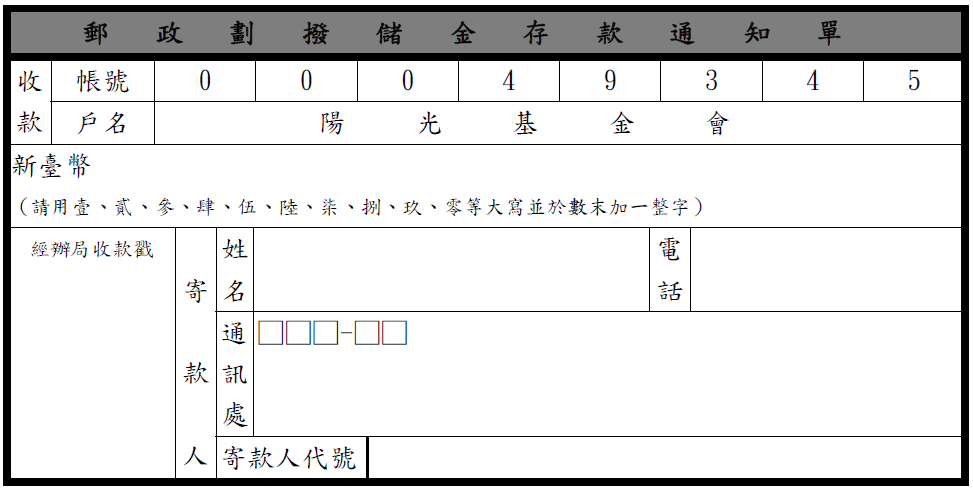 郵政劃撥儲金存款通知單
收款 帳號 0 0 0 4 9 3 4 5
戶名 陽光基金會
新臺幣
（請用壹、貳、參、肆、伍、陸、柒、捌、玖、零等大寫並於數末加一整字）
經辦局收款戳
寄款人
姓名
電話
通訊處
□□□-□□
寄款人代號